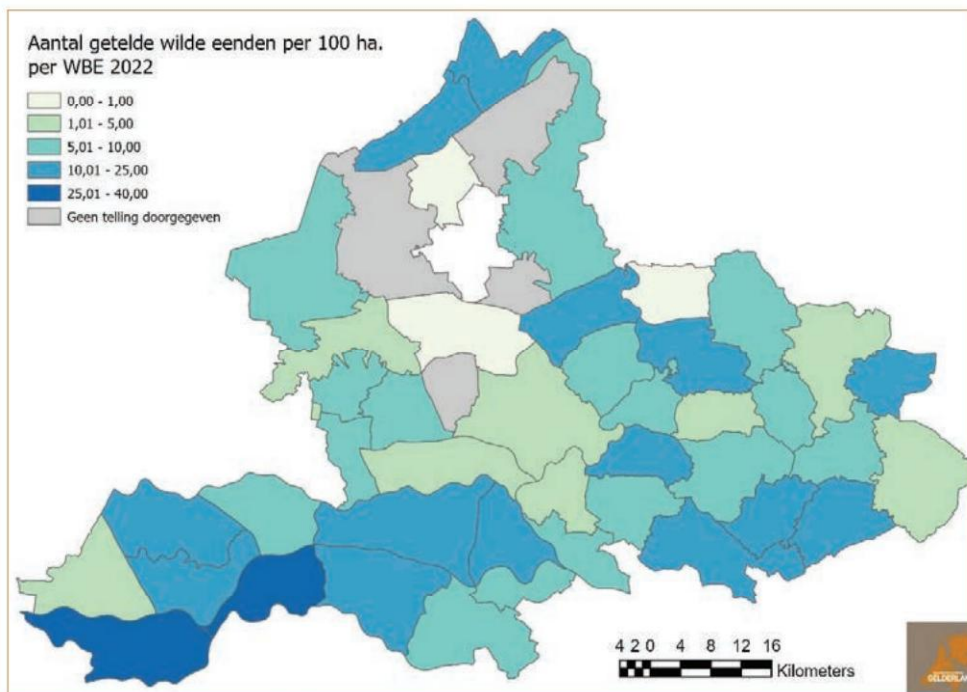 Aantal getelde wilde eenden per 100 ha.
per WBE 2022
0,00 - 1,00
1,01 - 5,00
5,01 - 10,00
10,01 - 25,00
25,01 - 40,00
Geen telling doorgegeven
4 2 0 4 8 12 16
Kilometers
GELDERLAND